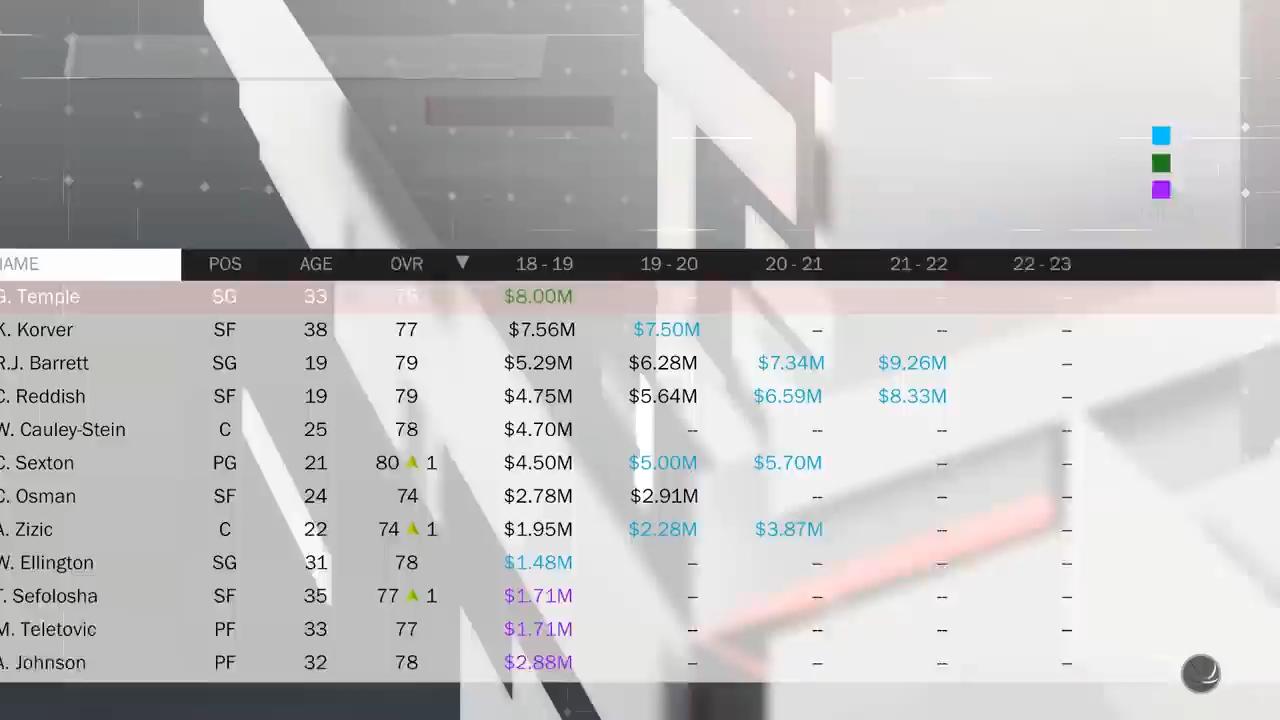 AME POS AGE OVR ▼ 18 - 19 19 - 20 20 - 21 21 - 22 22 - 23
G. Temple SG 33 75 $8.00M -- -- -- --
K. Korver SF 38 77 $7.56M $7.50M -- -- --
R.J. Barrett SG 19 79 $5.29M $6.28M $7.34M $9.26M --
C. Reddish SF 19 79 $4.75M $5.64M $6.59M $8.33M --
W. Cauley-Stein C 25 78 $4.70M -- -- -- --
C. Sexton PG 21 80 ▲ 1 $4.50M $5.00M $5.70M -- --
C. Osman SF 24 74 $2.78M $2.91M -- -- --
A. Zizic C 22 74 ▲ 1 $1.95M $2.28M $3.87M -- --
W. Ellington SG 31 78 $1.48M -- -- -- --
T. Sefolosha SF 35 77 ▲ 1 $1.71M -- -- -- --
M. Teletovic PF 33 77 $1.71M -- -- -- --
A. Johnson PF 32 78 $2.88M -- -- -- --